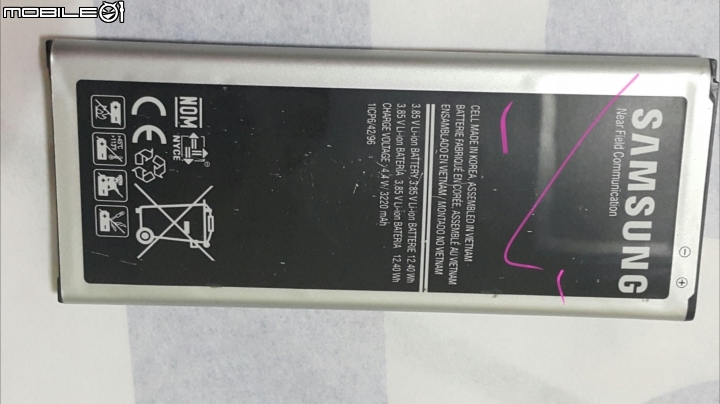 MOBILE01
SAMSUNG
Near Field Communication
CELL MADE IN KOREA, ASSEMBLED IN VIETNAM
BATTERIE FABRIQUÉ EN CORÉE, ASSEMBLÉ AU VIETNAM
ENSAMBLADO EN VIETNAM / MONTADO NO VIETNAM
3.85 V Li-ion BATTERY 3.85 V Li-ion BATTERIE 12.40 Wh
3.85 V Li-ion BATERÍA 3.85 V Li-ion BATERIA 12.40 Wh
CHARGE VOLTAGE / 4.4 V/ 3220 mAh
1ICP6/42/96
NOM
NYCE
CE